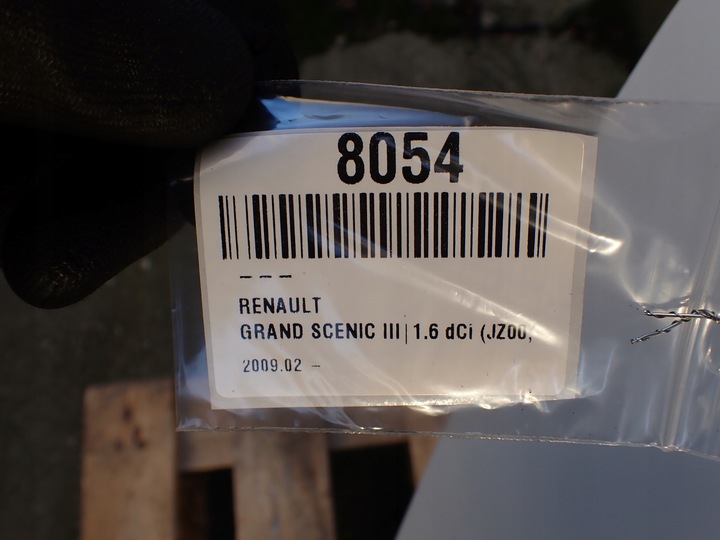 8054
---
RENAULT
GRAND SCENIC III | 1.6 dCi (JZ00,
2009.02 -